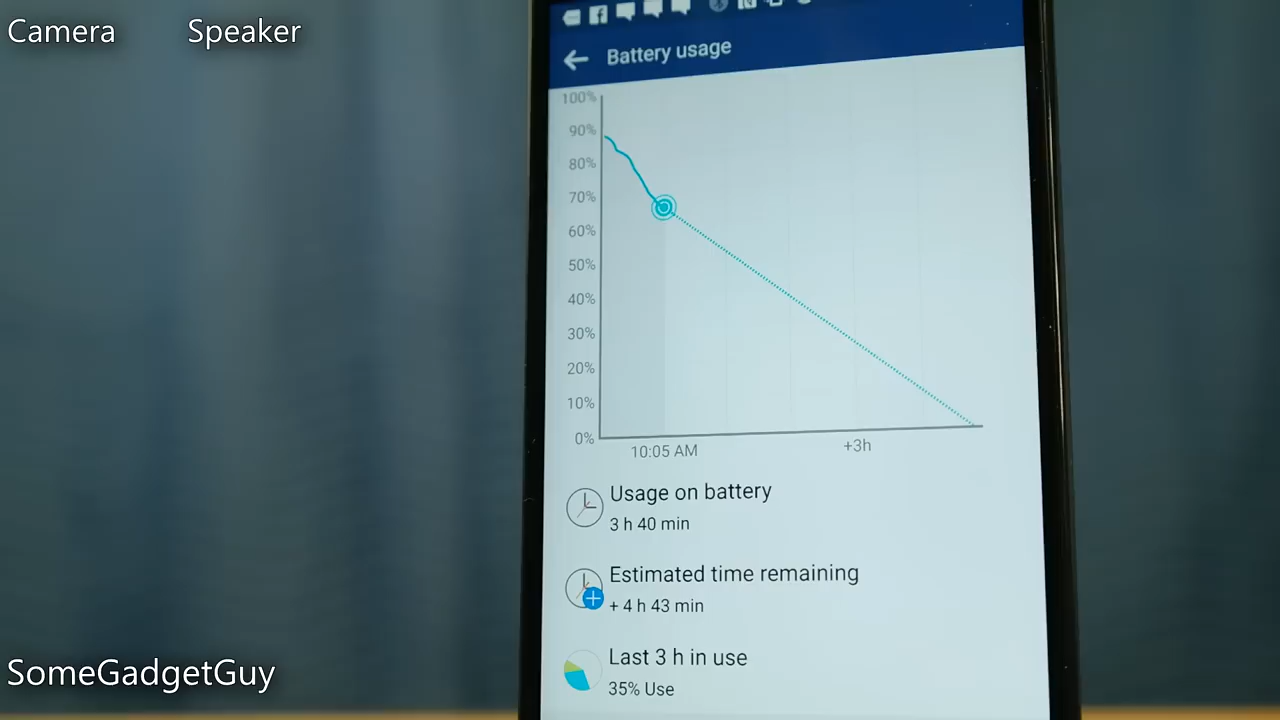 Camera Speaker
Battery usage
100%
90%
80%
70%
60%
50%
40%
30%
20%
10%
0%
10:05 AM +3h
Usage on battery
3 h 40 min
Estimated time remaining
+ 4 h 43 min
Last 3 h in use
35% Use
SomeGadgetGuy